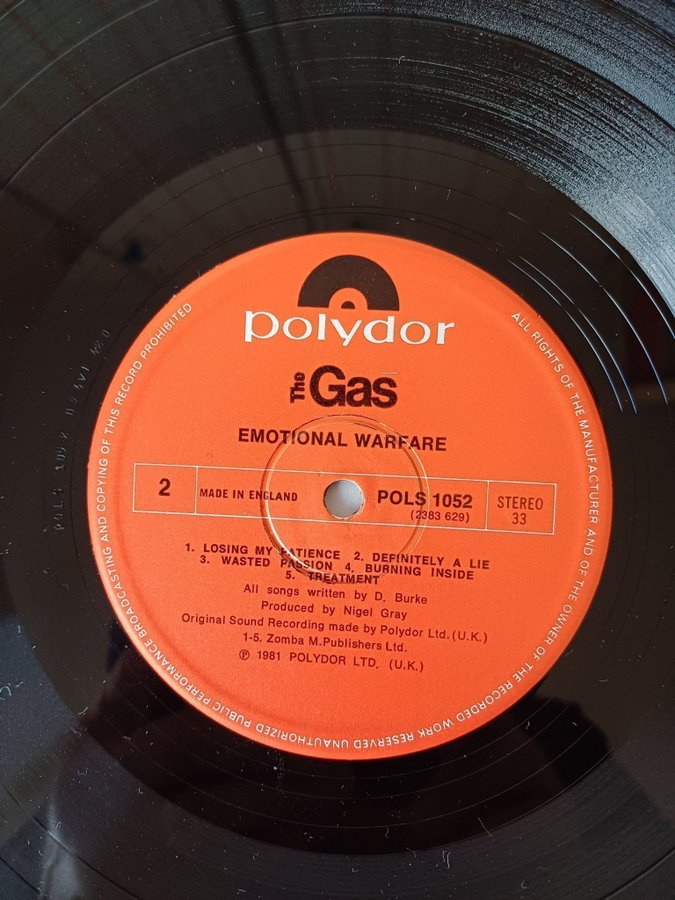 polydor
The Gas
EMOTIONAL WARFARE
2 MADE IN ENGLAND POLS 1052 (2383 629) STEREO 33
1. LOSING MY PATIENCE 2. DEFINITELY A LIE
3. WASTED PASSION 4. BURNING INSIDE
5. TREATMENT
All songs written by D. Burke
Produced by Nigel Gray
Original Sound Recording made by Polydor Ltd. (U.K.)
1-5. Zomba M.Publishers Ltd.
℗ 1981 POLYDOR LTD. (U.K.)
ALL RIGHTS OF THE MANUFACTURER AND OF THE OWNER OF THE RECORDED WORK RESERVED UNAUTHORIZED PUBLIC PERFORMANCE BROADCASTING AND COPYING OF THIS RECORD PROHIBITED